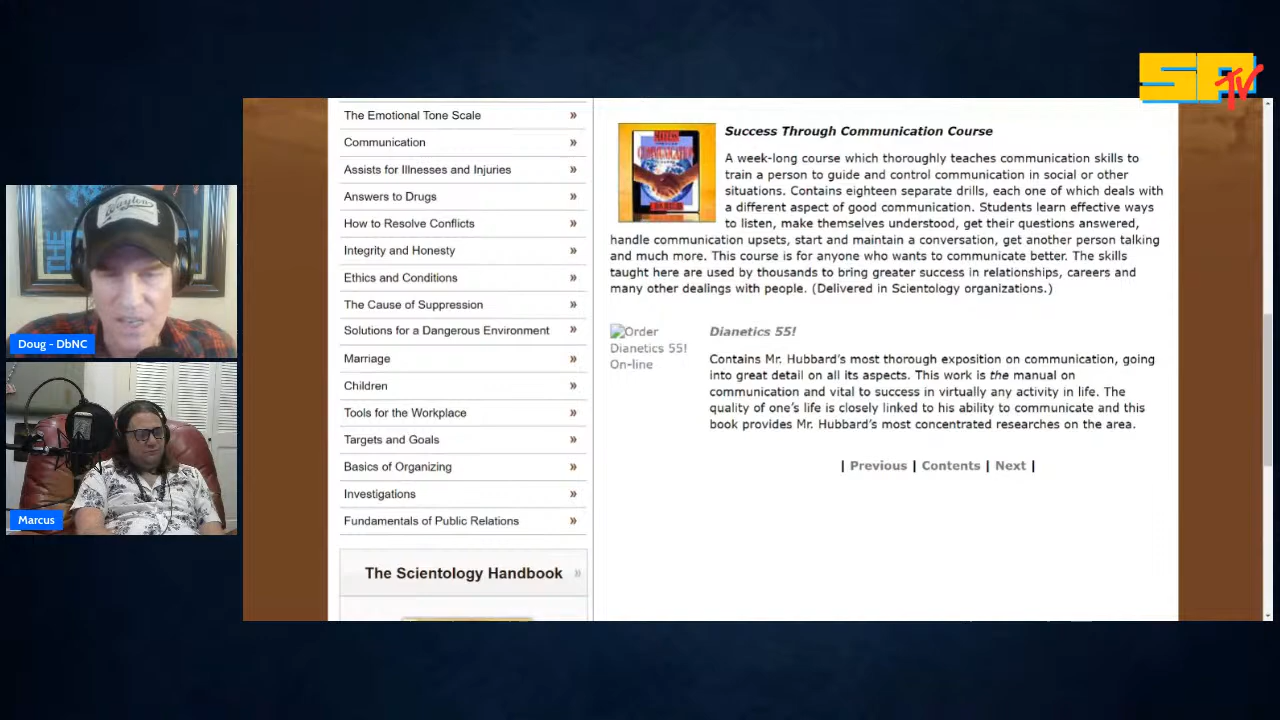 SPTV
The Emotional Tone Scale »
Communication »
Assists for Illnesses and Injuries »
Answers to Drugs »
How to Resolve Conflicts »
Integrity and Honesty »
Ethics and Conditions »
The Cause of Suppression »
Solutions for a Dangerous Environment »
Marriage »
Children »
Tools for the Workplace »
Targets and Goals »
Basics of Organizing »
Investigations »
Fundamentals of Public Relations »
The Scientology Handbook »
Success Through Communication Course
A week-long course which thoroughly teaches communication skills to
train a person to guide and control communication in social or other
situations. Contains eighteen separate drills, each one of which deals with
a different aspect of good communication. Students learn effective ways
to listen, make themselves understood, get their questions answered,
handle communication upsets, start and maintain a conversation, get another person talking
and much more. This course is for anyone who wants to communicate better. The skills
taught here are used by thousands to bring greater success in relationships, careers and
many other dealings with people. (Delivered in Scientology organizations.)
Order
Dianetics 55!
On-line
Dianetics 55!
Contains Mr. Hubbard's most thorough exposition on communication, going
into great detail on all its aspects. This work is the manual on
communication and vital to success in virtually any activity in life. The
quality of one's life is closely linked to his ability to communicate and this
book provides Mr. Hubbard's most concentrated researches on the area.
| Previous | Contents | Next |
Doug - DbNC
Marcus